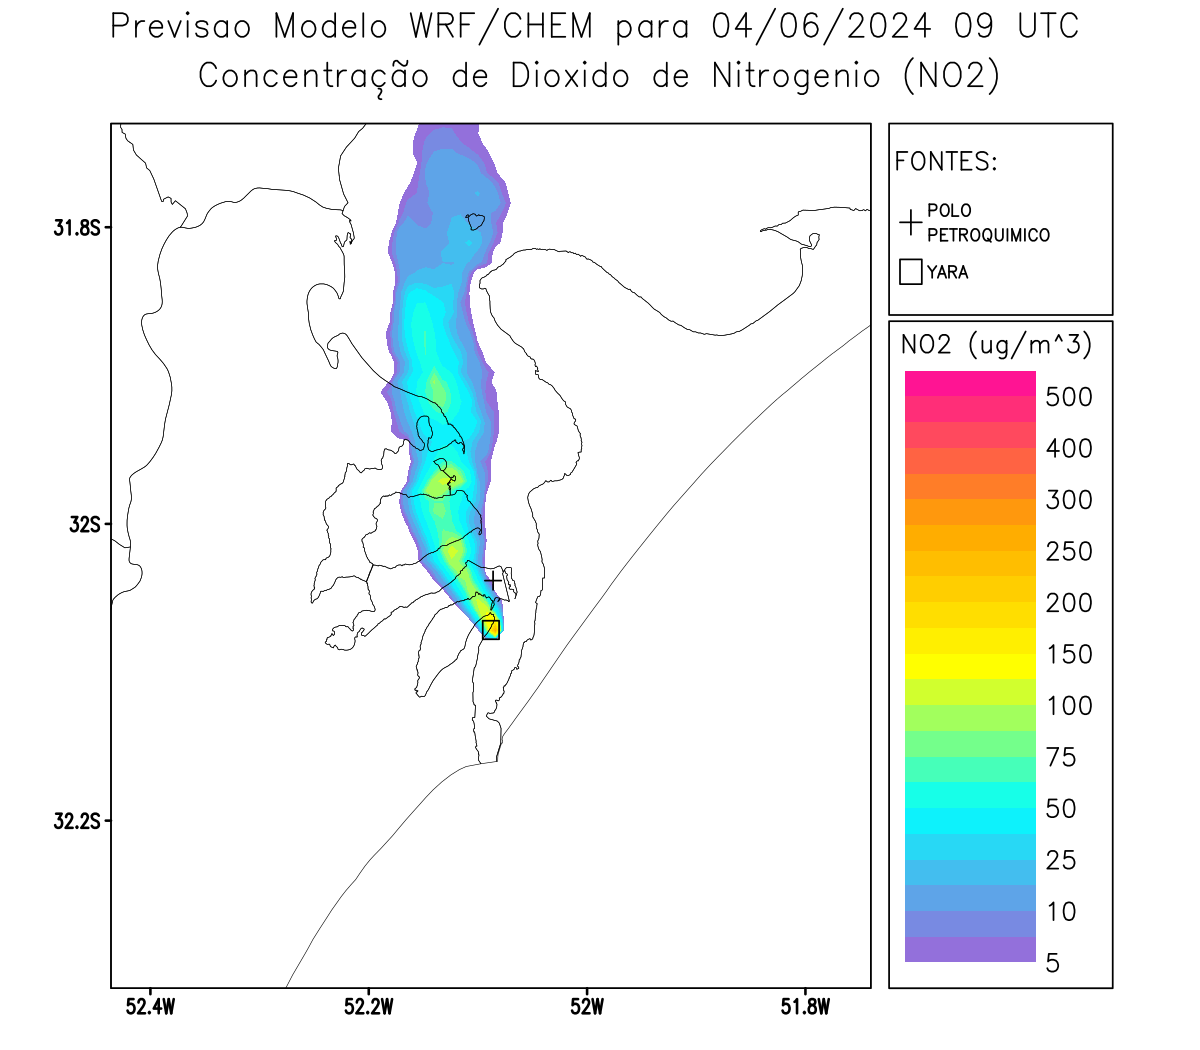 Previsao Modelo WRF/CHEM para 04/06/2024 09 UTC
Concentração de Dioxido de Nitrogenio (NO2)
FONTES:
POLO
PETROQUIMICO
YARA
NO2 (ug/m^3)
500
400
300
250
200
150
100
75
50
25
10
5
31.8S
32S
32.2S
52.4W
52.2W
52W
51.8W